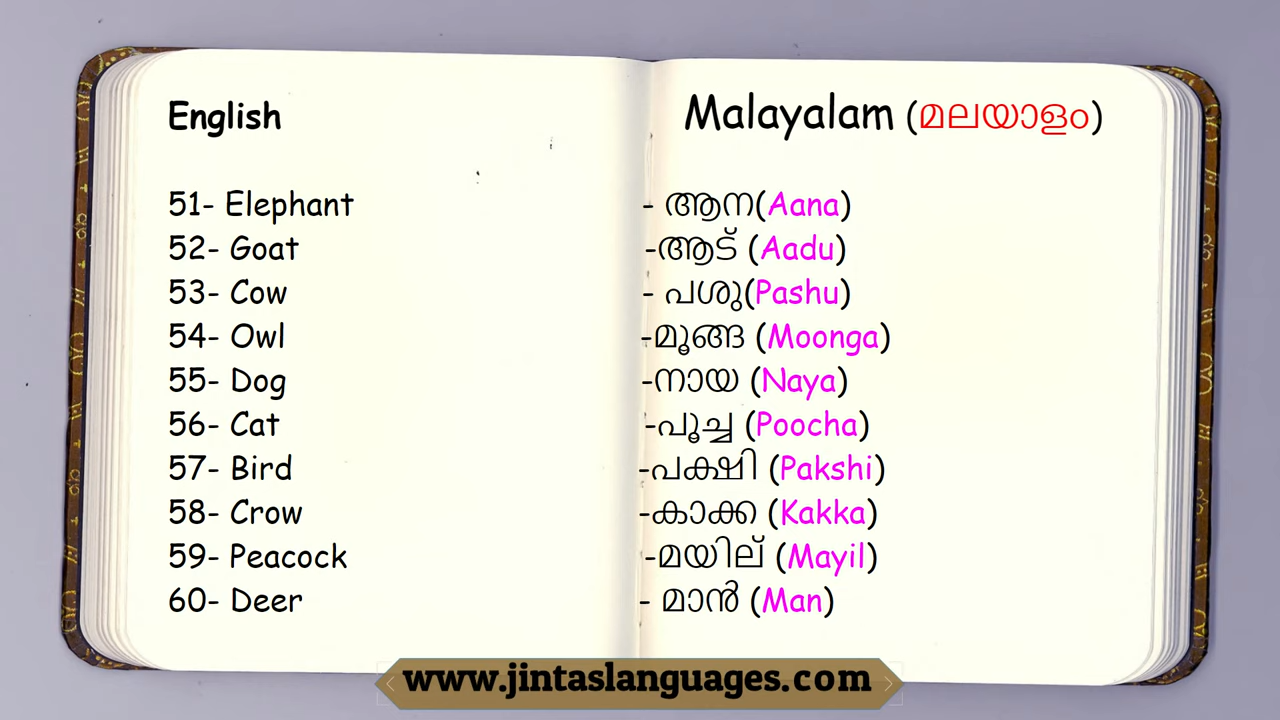 English Malayalam (മലയാളം)
51- Elephant - ആന(Aana)
52- Goat -ആട് (Aadu)
53- Cow - പശു(Pashu)
54- Owl -മൂങ്ങ (Moonga)
55- Dog -നായ (Naya)
56- Cat -പൂച്ച (Poocha)
57- Bird -പക്ഷി (Pakshi)
58- Crow -കാക്ക (Kakka)
59- Peacock -മയില് (Mayil)
60- Deer - മാൻ (Man)
www.jintaslanguages.com